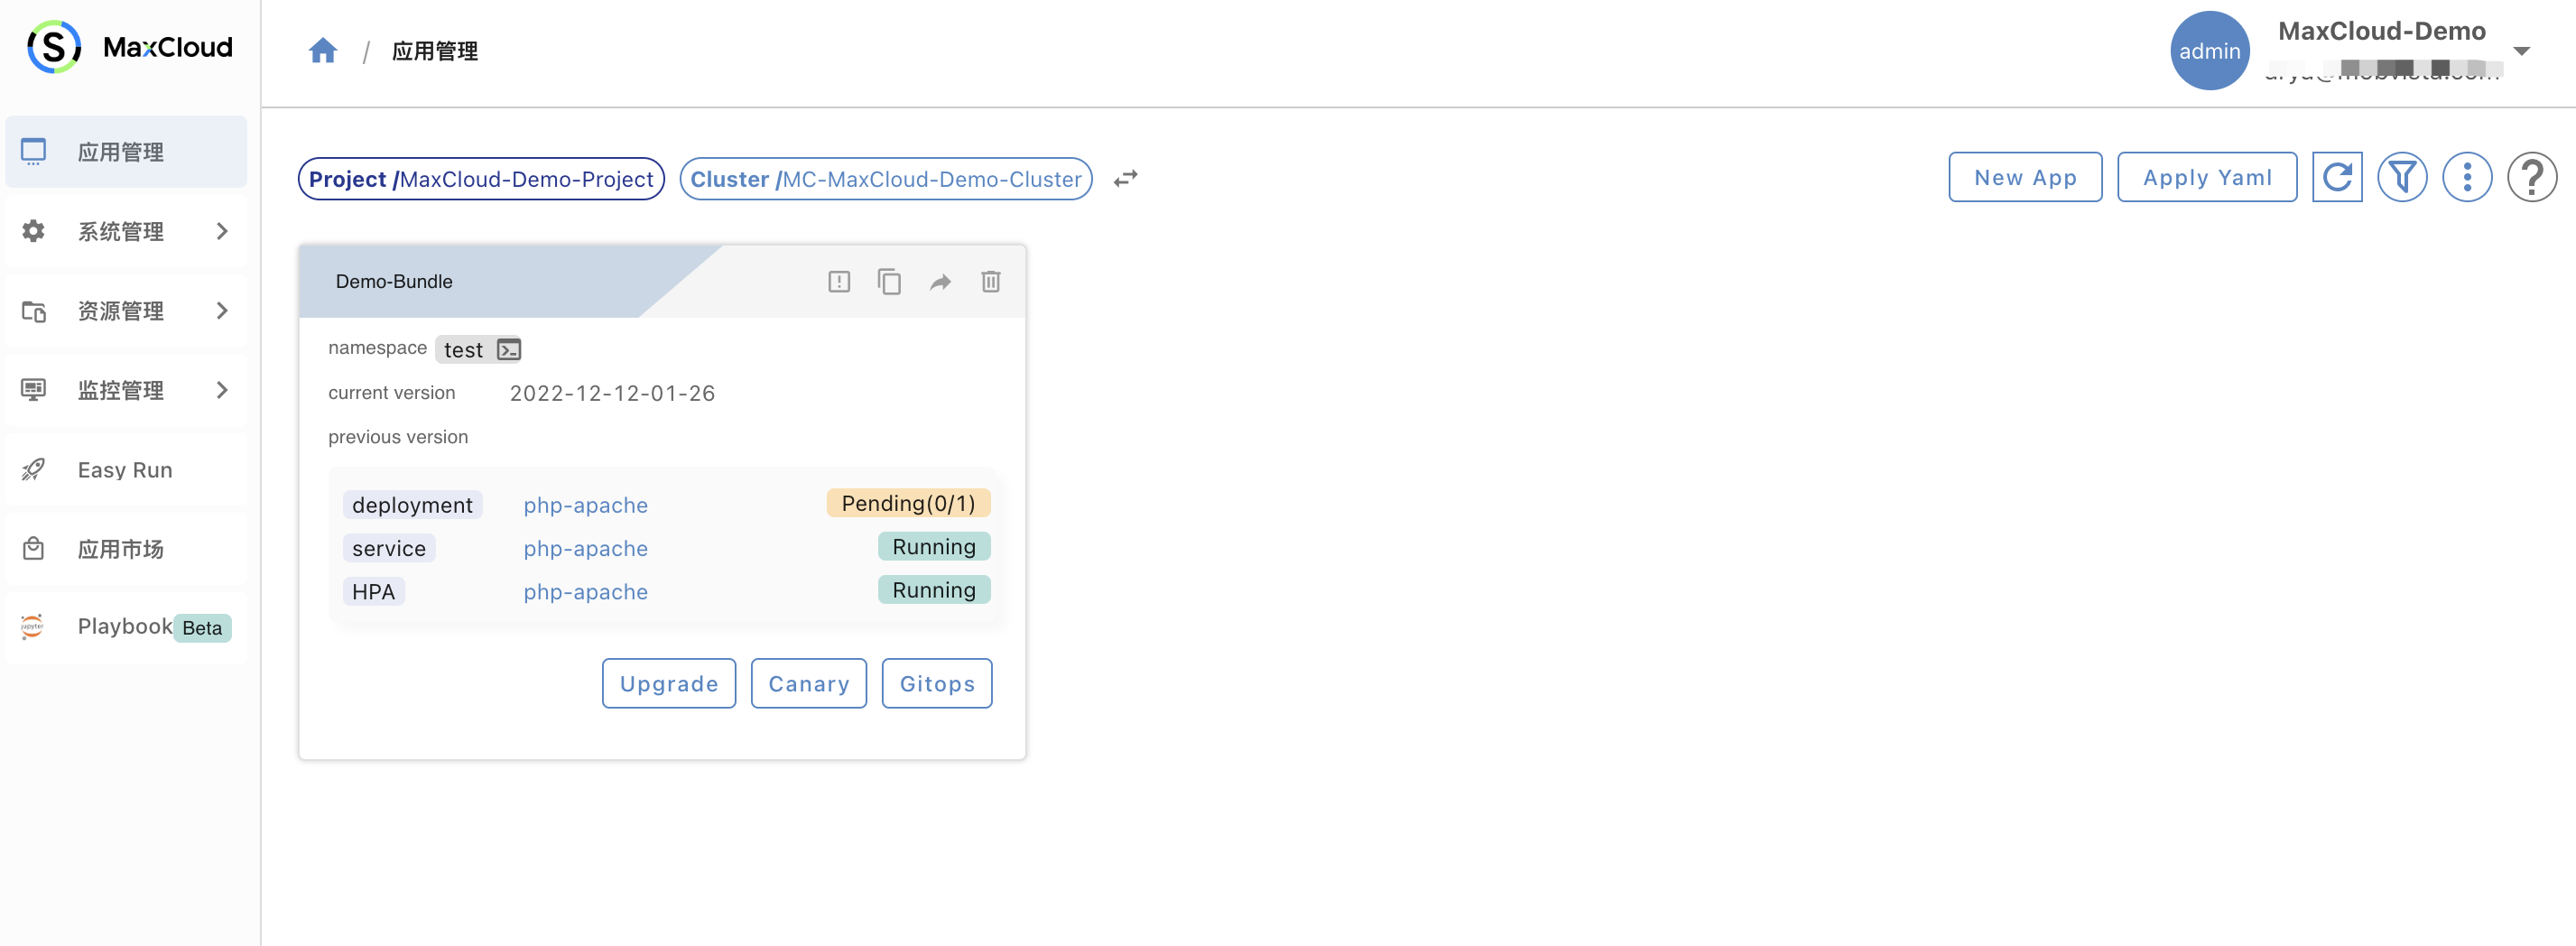 S MaxCloud
/ 应用管理
admin
MaxCloud-Demo
应用管理
系统管理
资源管理
监控管理
Easy Run
应用市场
jupyter
Playbook Beta
Project /MaxCloud-Demo-Project
Cluster /MC-MaxCloud-Demo-Cluster
New App
Apply Yaml
?
Demo-Bundle
namespace test
current version 2022-12-12-01-26
previous version
deployment php-apache Pending(0/1)
service php-apache Running
HPA php-apache Running
Upgrade
Canary
Gitops